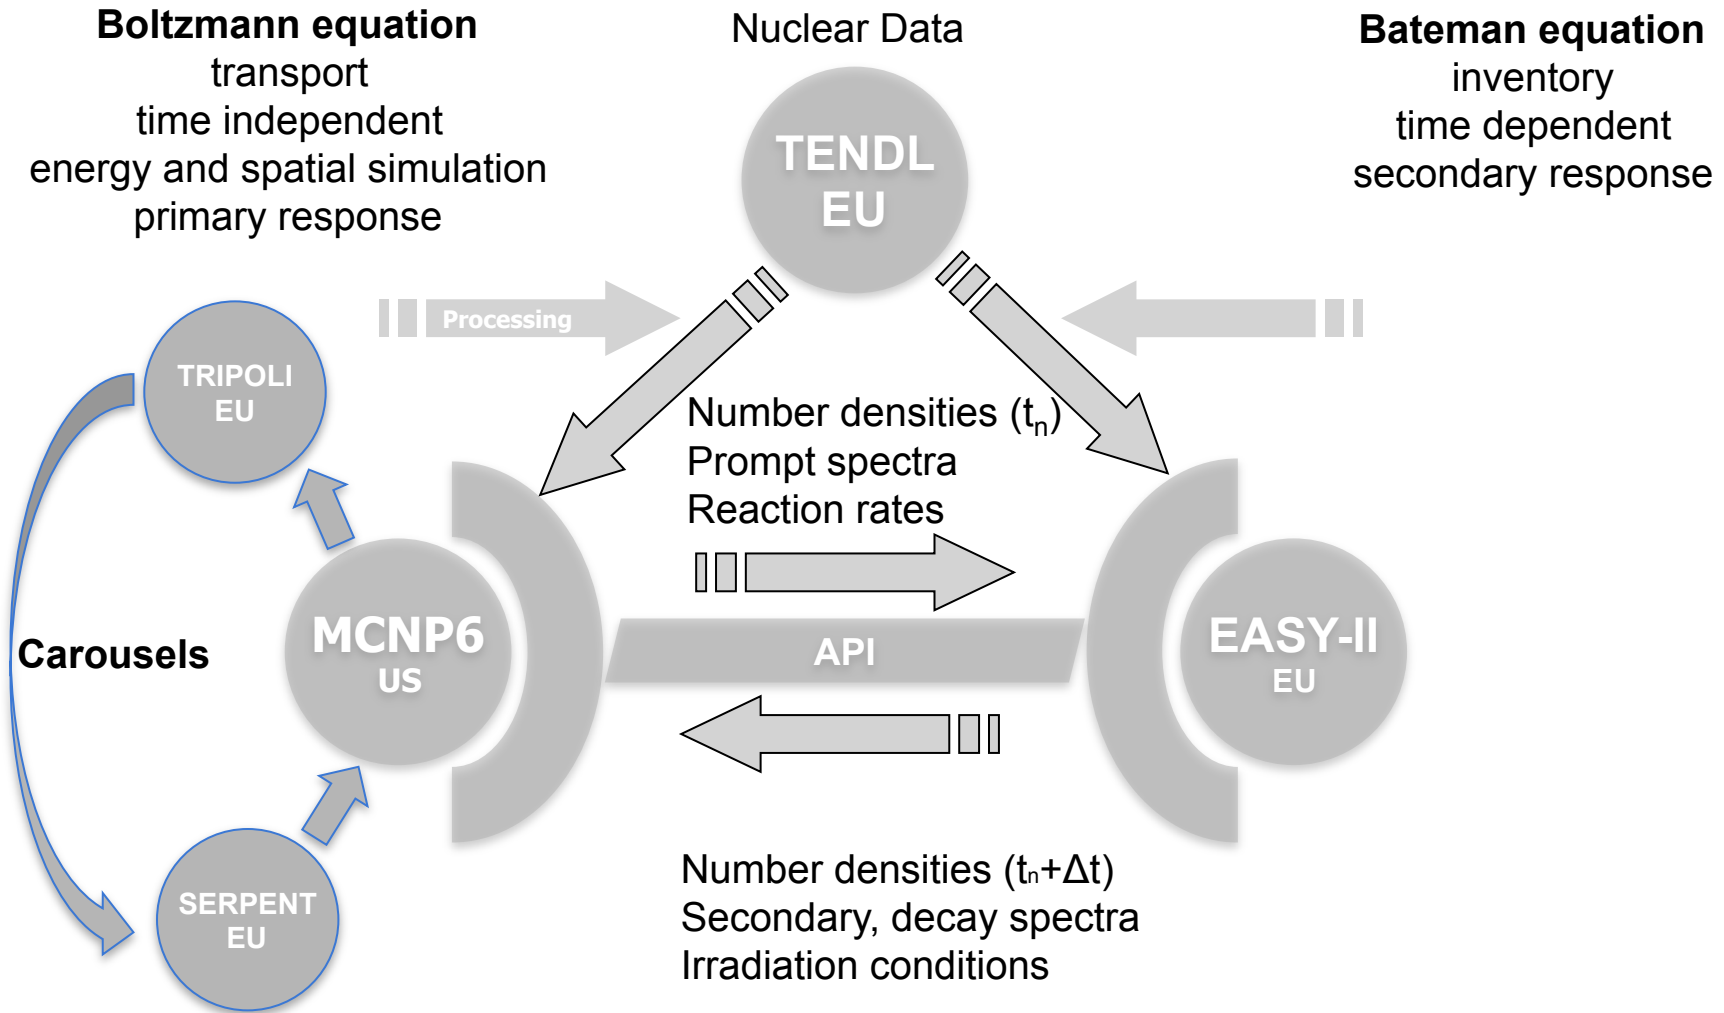 Boltzmann equation
transport
time independent
energy and spatial simulation
primary response
Nuclear Data
TENDL
EU
Bateman equation
inventory
time dependent
secondary response
Processing
TRIPOLI
EU
Number densities (tₙ)
Prompt spectra
Reaction rates
Carousels
MCNP6
US
API
EASY-II
EU
SERPENT
EU
Number densities (tₙ+Δt)
Secondary, decay spectra
Irradiation conditions